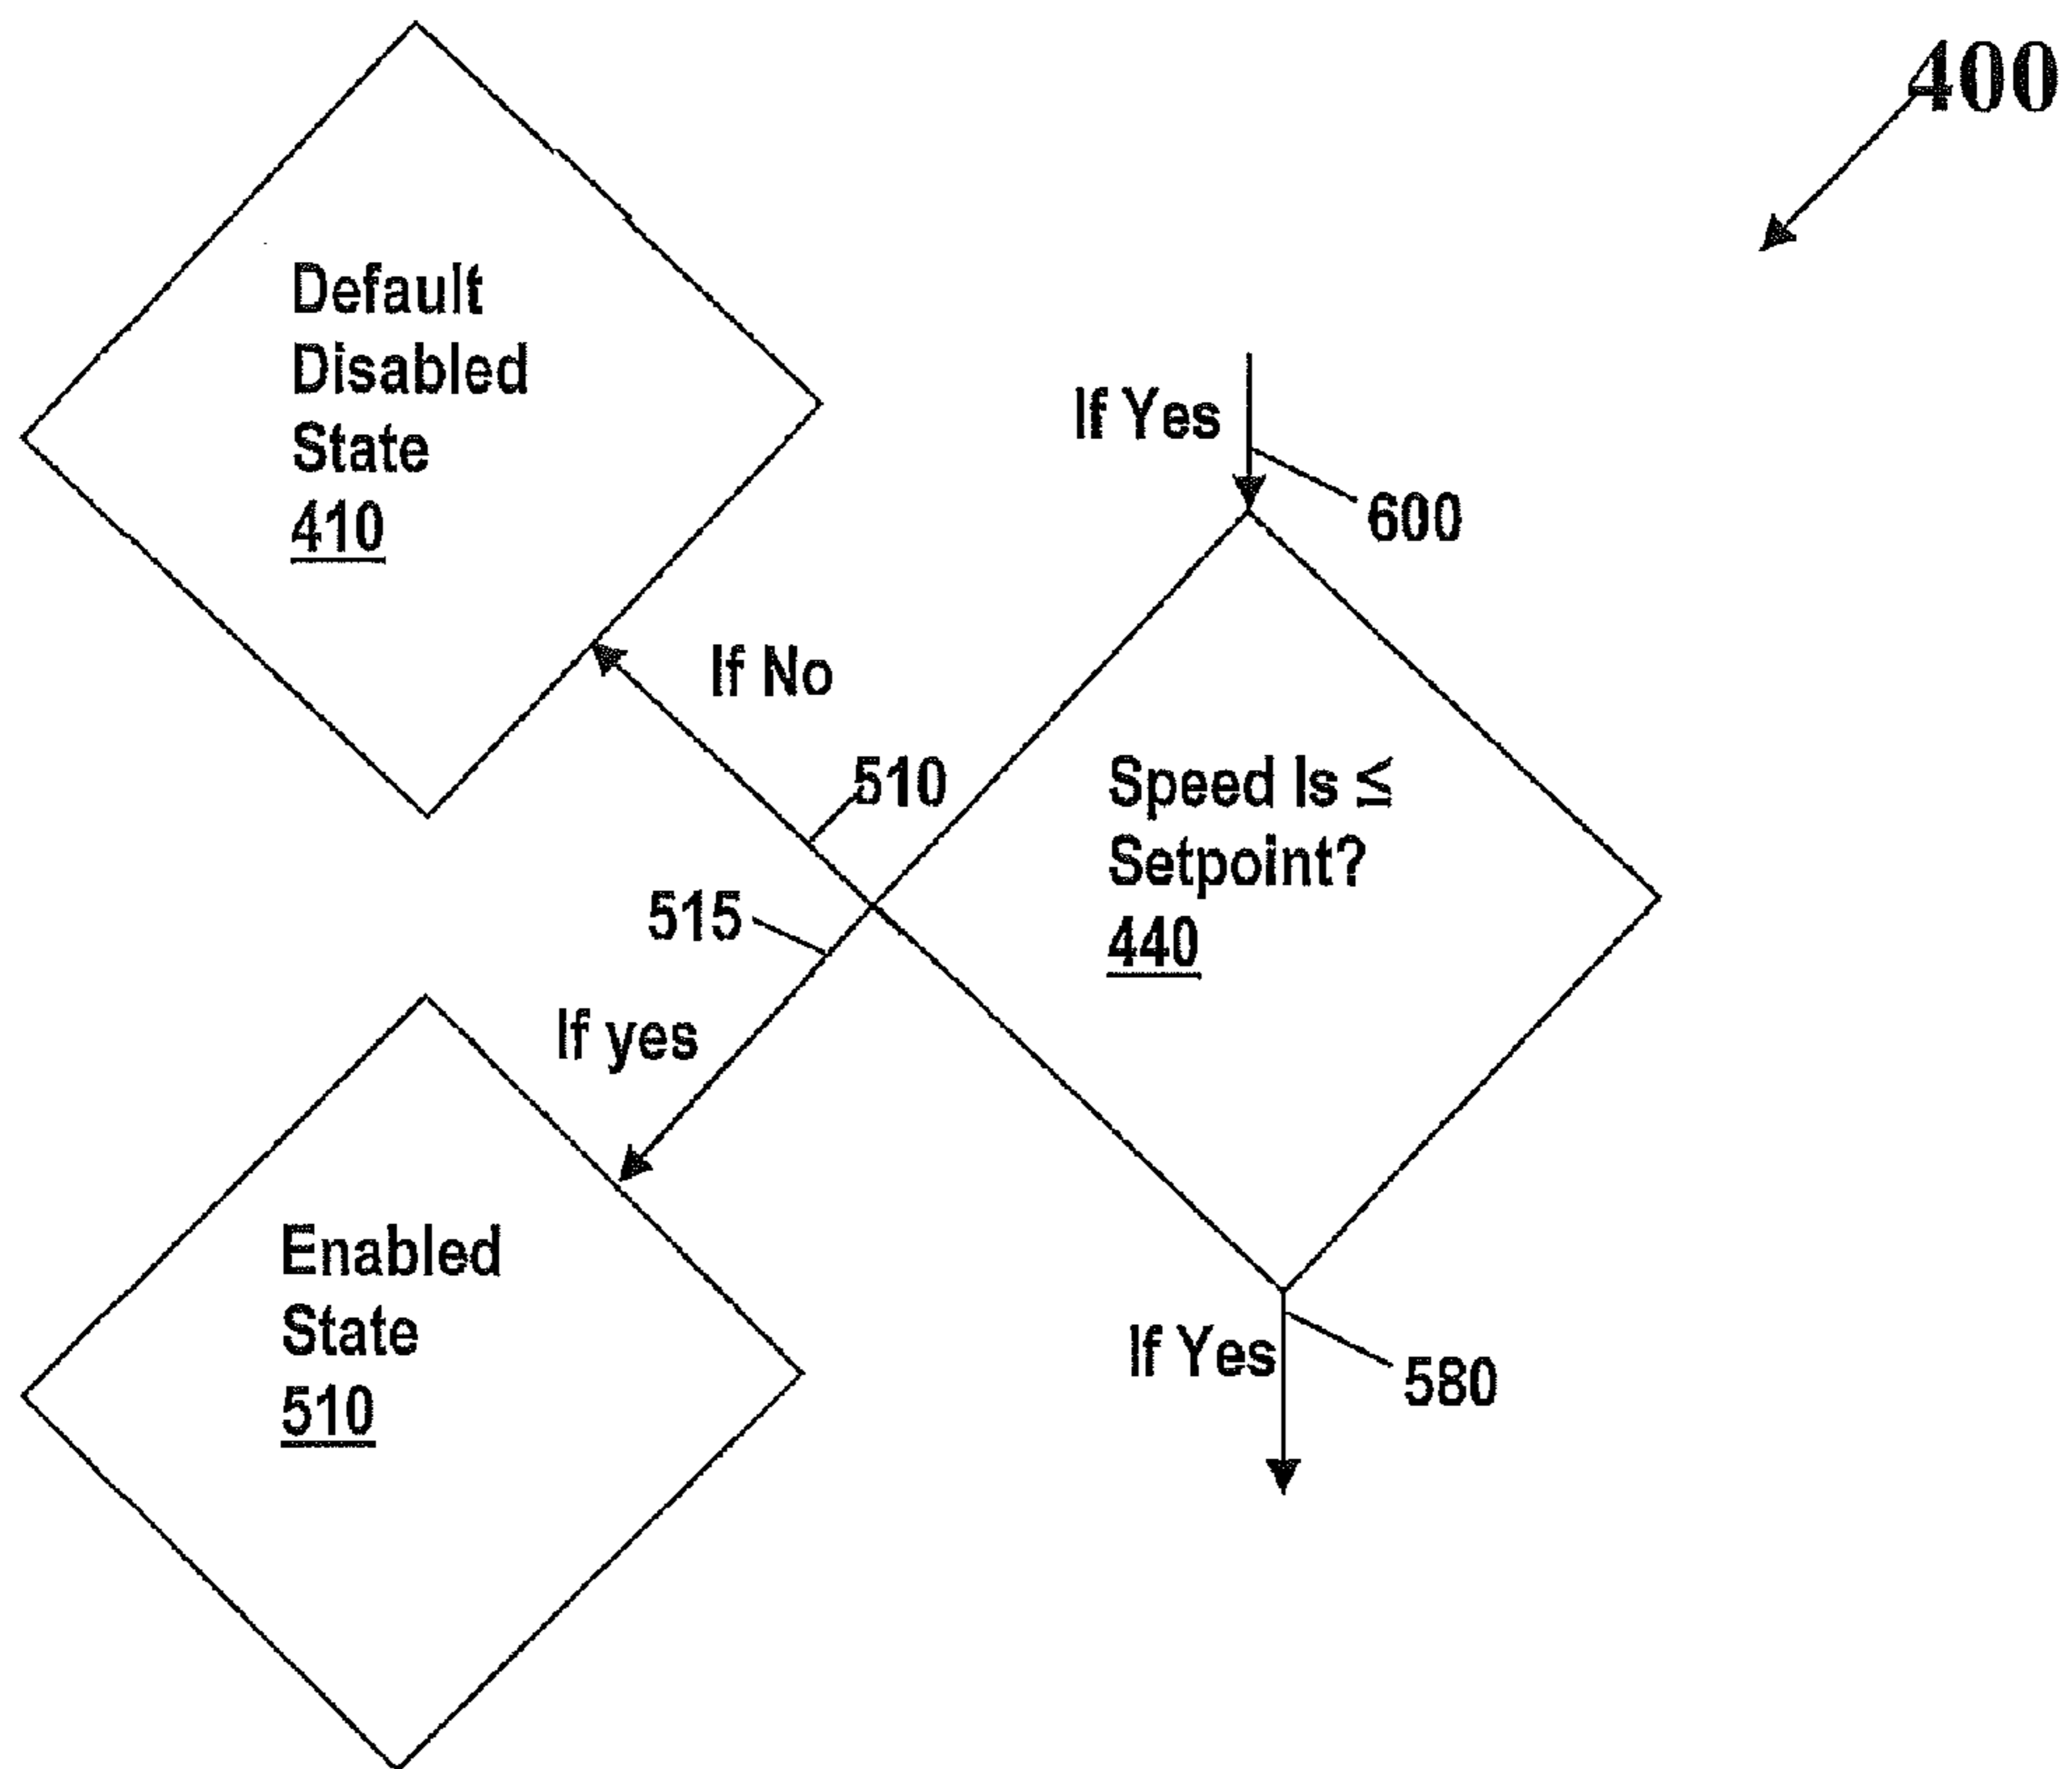 400
Default
Disabled
State
410
If Yes
600
If No
510
Speed Is ≤
Setpoint?
440
515
If yes
Enabled
State
510
If Yes
580